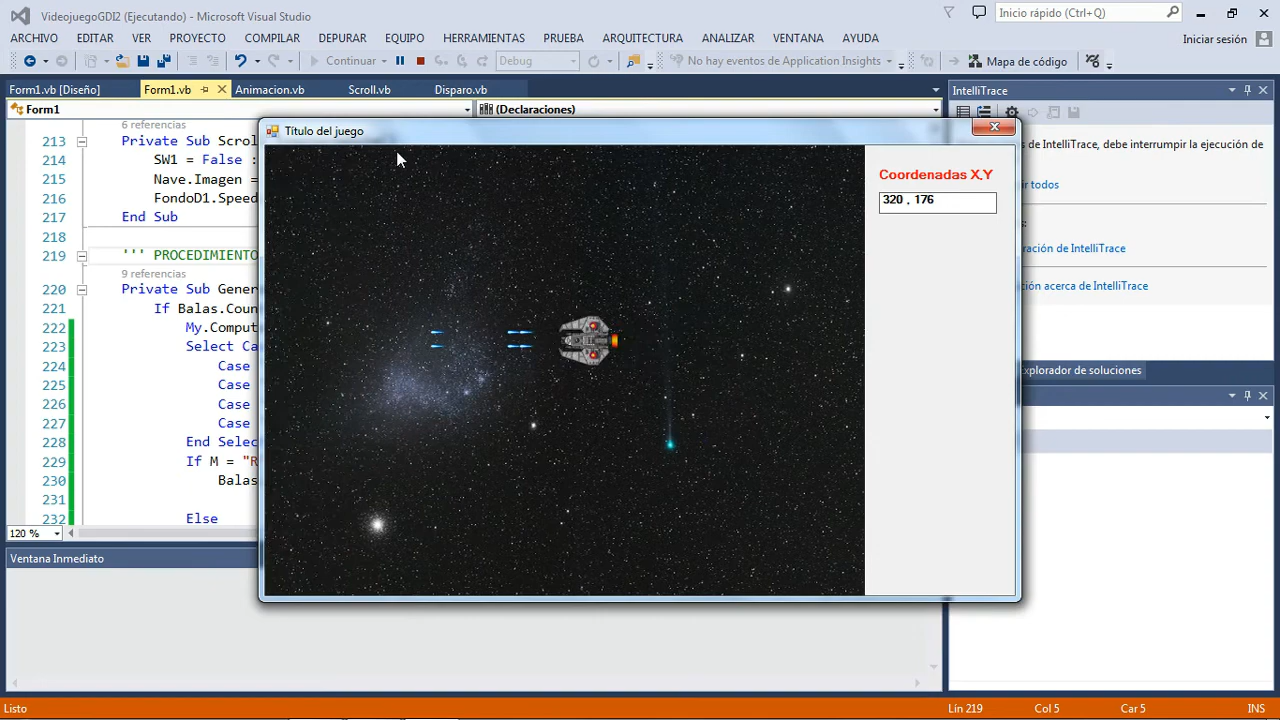 VideojuegoGDI2 (Ejecutando) - Microsoft Visual Studio
Inicio rápido (Ctrl+Q)
ARCHIVO EDITAR VER PROYECTO COMPILAR DEPURAR EQUIPO HERRAMIENTAS PRUEBA ARQUITECTURA ANALIZAR VENTANA AYUDA
Iniciar sesión
Continuar
Debug
No hay eventos de Application Insights
Mapa de código
Form1.vb [Diseño] Form1.vb Animacion.vb Scroll.vb Disparo.vb
IntelliTrace
Form1
(Declaraciones)
6 referencias
213 Private Sub Scrol
214 SW1 = False :
215 Nave.Imagen =
216 FondoD1.Speed
217 End Sub
218
219 ''' PROCEDIMIENTO
9 referencias
220 Private Sub Gener
221 If Balas.Coun
222 My.Comput
223 Select Ca
224 Case
225 Case
226 Case
227 Case
228 End Selec
229 If M = "R
230 Balas
231
232 Else
120 %
Título del juego
Coordenadas X,Y
320 , 176
s de IntelliTrace, debe interrumpir la ejecución de
ir todos
s:
ración de IntelliTrace
ión acerca de IntelliTrace
Explorador de soluciones
Ventana Inmediato
Listo
Lín 219 Col 5 Car 5 INS